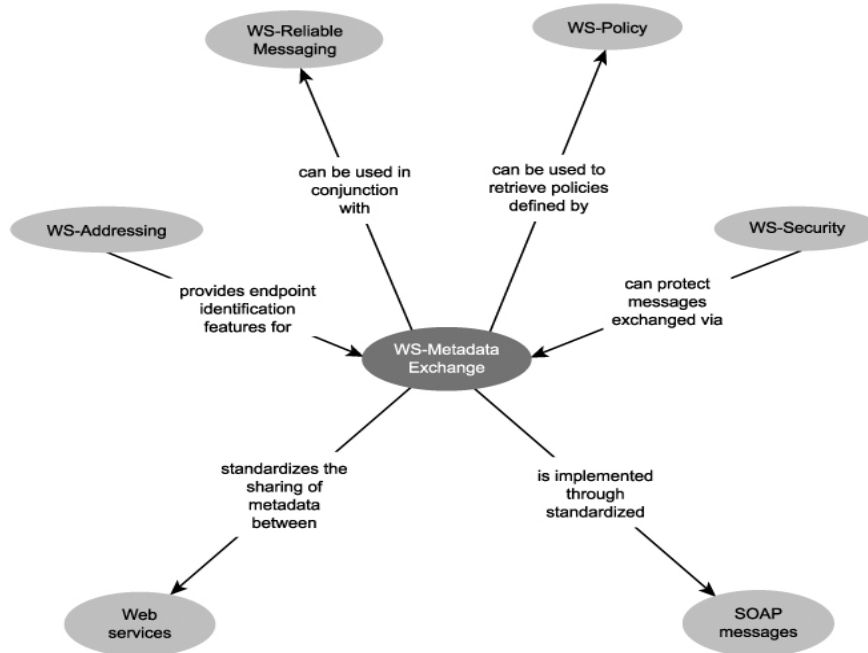 WS-Reliable
Messaging
WS-Policy
can be used in
conjunction
with
can be used to
retrieve policies
defined by
WS-Addressing
WS-Security
provides endpoint
identification
features for
can protect
messages
exchanged via
WS-Metadata
Exchange
standardizes the
sharing of
metadata
between
is implemented
through
standardized
Web
services
SOAP
messages